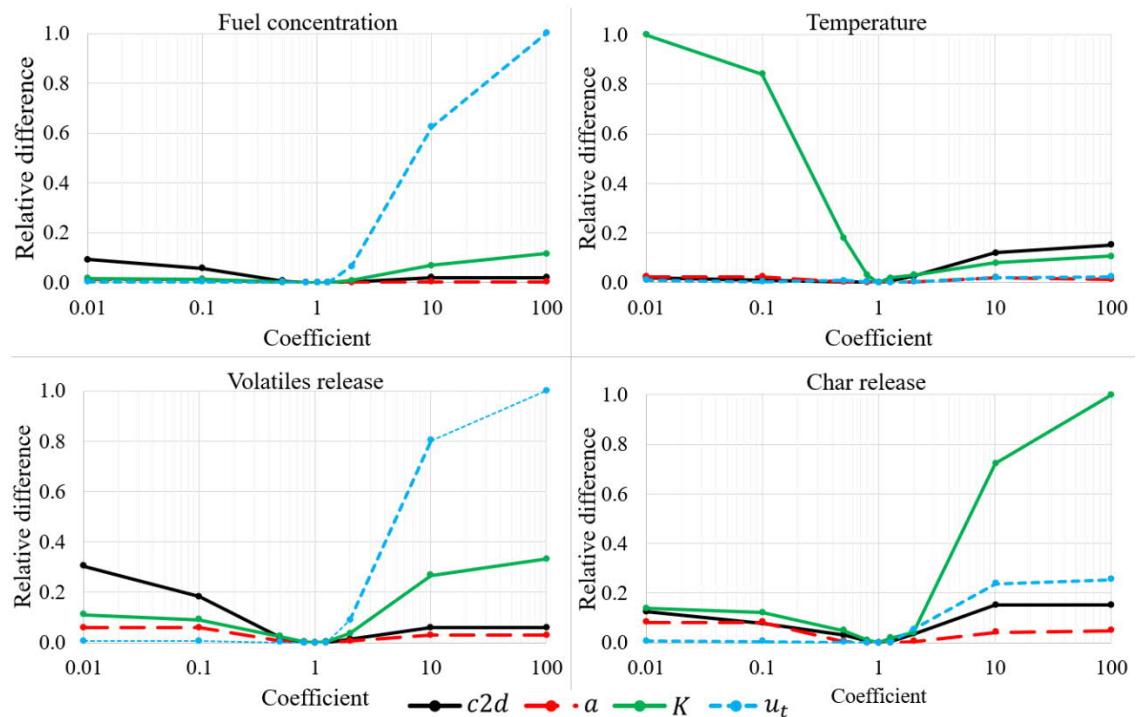 Fuel concentration
Relative difference
1.0
0.8
0.6
0.4
0.2
0.0
0.01 0.1 1 10 100
Coefficient
Temperature
Relative difference
1.0
0.8
0.6
0.4
0.2
0.0
0.01 0.1 1 10 100
Coefficient
Volatiles release
Relative difference
1.0
0.8
0.6
0.4
0.2
0.0
0.01 0.1 1 10 100
Coefficient
Char release
Relative difference
1.0
0.8
0.6
0.4
0.2
0.0
0.01 0.1 1 10 100
Coefficient
c2d a K u_t